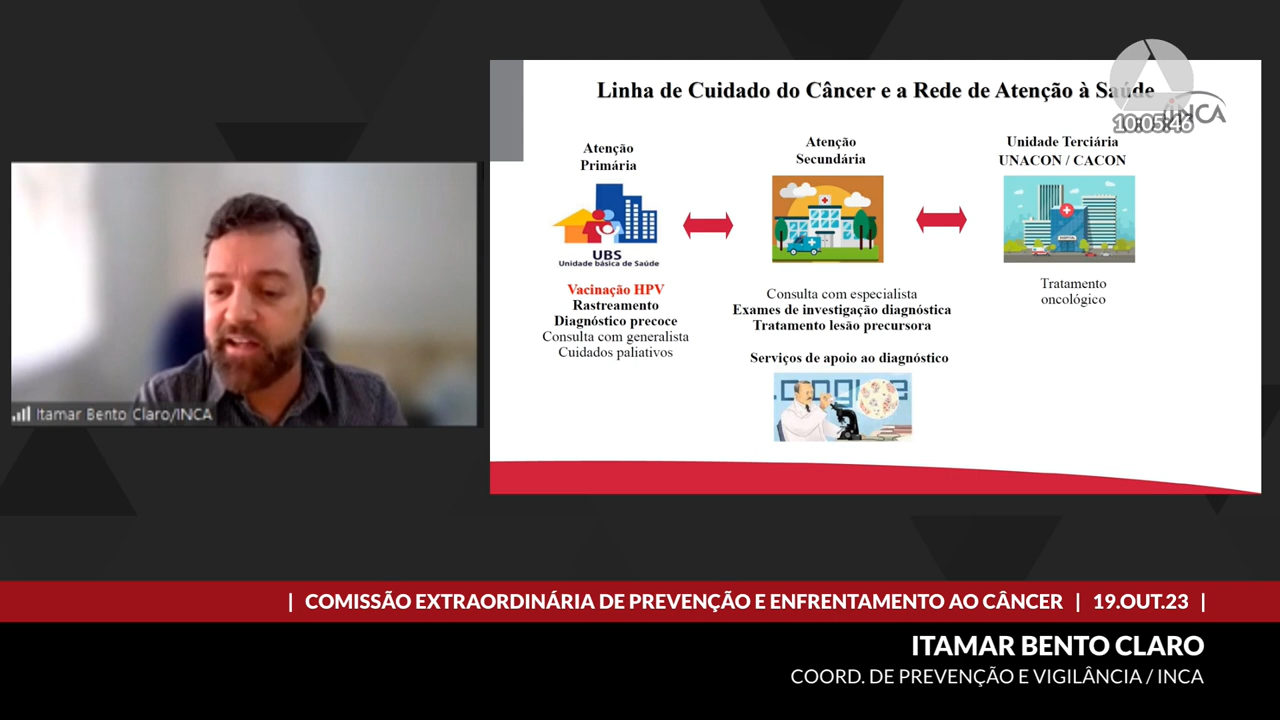 Linha de Cuidado do Câncer e a Rede de Atenção à Saúde
INCA
10:05:46
Atenção
Primária
UBS
Unidade básica de Saúde
Vacinação HPV
Rastreamento
Diagnóstico precoce
Consulta com generalista
Cuidados paliativos
Atenção
Secundária
Consulta com especialista
Exames de investigação diagnóstica
Tratamento lesão precursora
Serviços de apoio ao diagnóstico
Unidade Terciária
UNACON / CACON
HOSPITAL
Tratamento
oncológico
Itamar Bento Claro/INCA
| COMISSÃO EXTRAORDINÁRIA DE PREVENÇÃO E ENFRENTAMENTO AO CÂNCER | 19.OUT.23 |
ITAMAR BENTO CLARO
COORD. DE PREVENÇÃO E VIGILÂNCIA / INCA